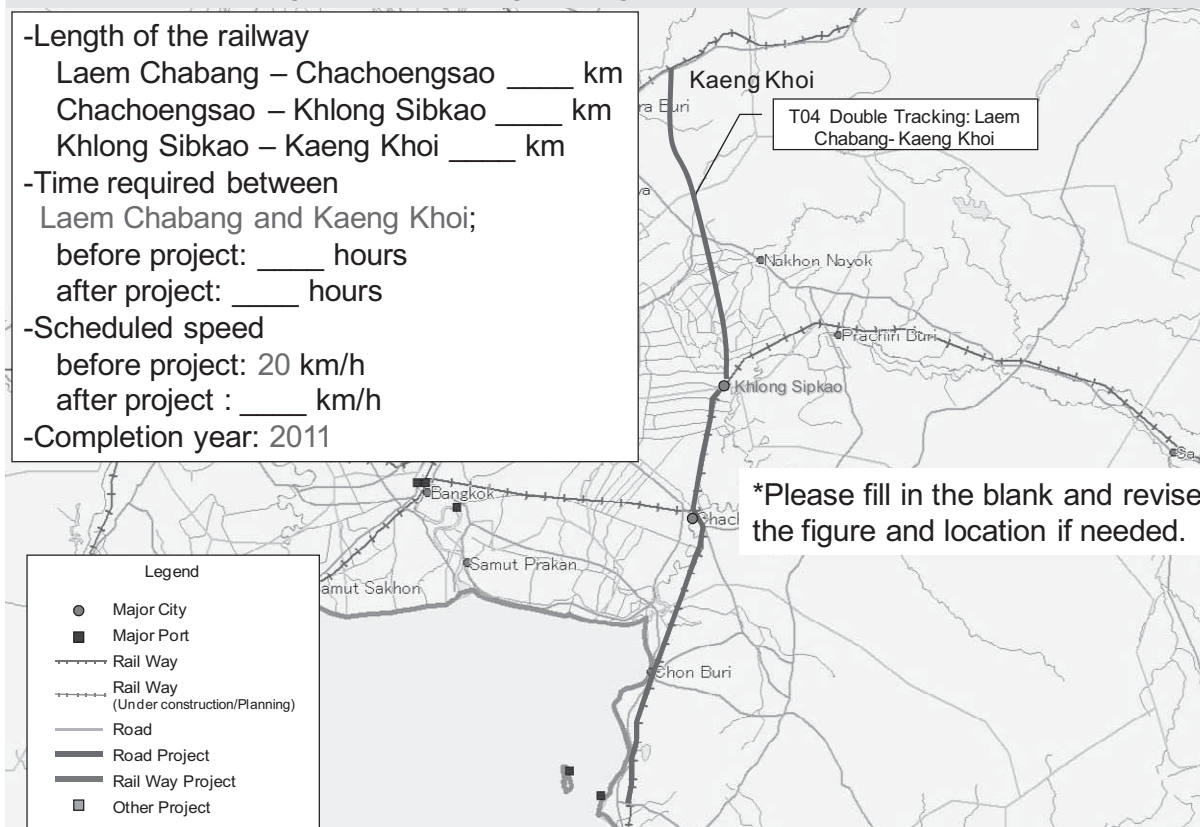 -Length of the railway
Laem Chabang – Chachoengsao ____ km
Chachoengsao – Khlong Sibkao ____ km
Khlong Sibkao – Kaeng Khoi ____ km
-Time required between
Laem Chabang and Kaeng Khoi;
before project: ____ hours
after project: ____ hours
-Scheduled speed
before project: 20 km/h
after project : ____ km/h
-Completion year: 2011
Kaeng Khoi
ra Buri
T04 Double Tracking: Laem
Chabang- Kaeng Khoi
ya
Nakhon Nayok
Prachin Buri
Khlong Sipkao
Sa
Bangkok
Chach
*Please fill in the blank and revise
the figure and location if needed.
Samut Prakan
amut Sakhon
Chon Buri
Legend
Major City
Major Port
Rail Way
Rail Way
(Under construction/Planning)
Road
Road Project
Rail Way Project
Other Project